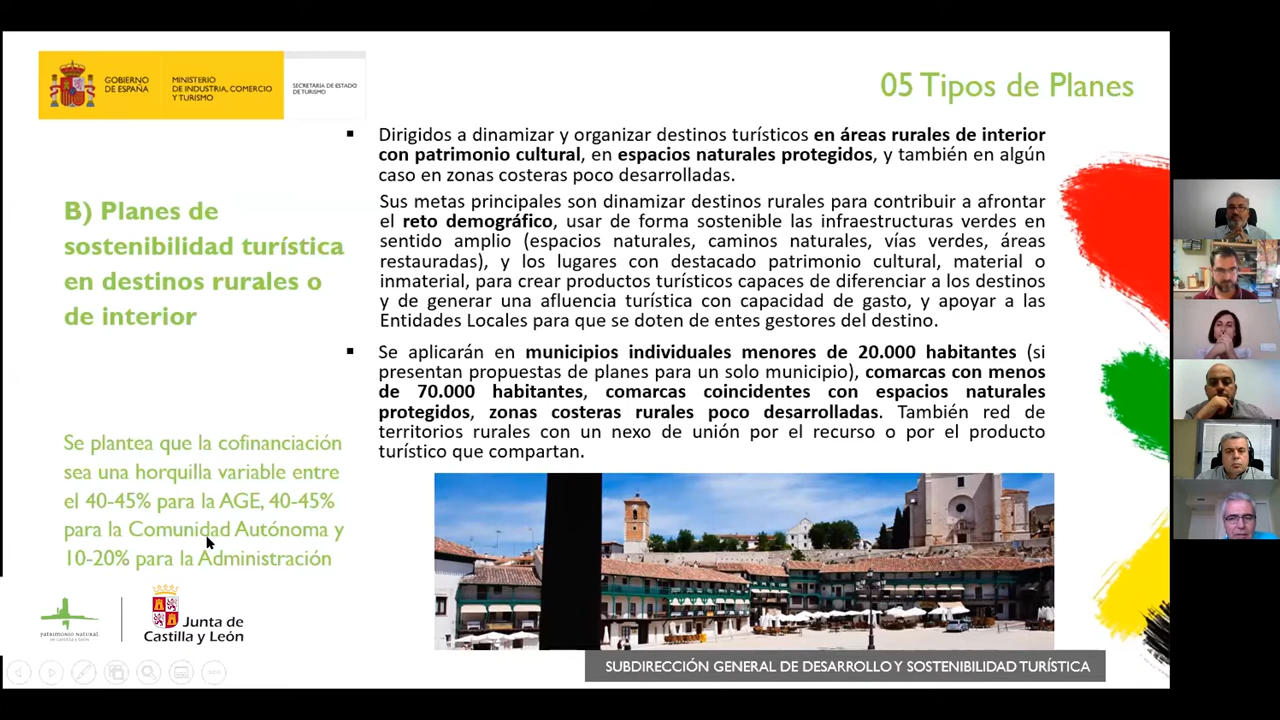 GOBIERNO
DE ESPAÑA
MINISTERIO
DE INDUSTRIA, COMERCIO
Y TURISMO
SECRETARIA DE ESTADO
DE TURISMO
05 Tipos de Planes
B) Planes de
sostenibilidad turística
en destinos rurales o
de interior
Se plantea que la cofinanciación
sea una horquilla variable entre
el 40-45% para la AGE, 40-45%
para la Comunidad Autónoma y
10-20% para la Administración
▪ Dirigidos a dinamizar y organizar destinos turísticos en áreas rurales de interior
con patrimonio cultural, en espacios naturales protegidos, y también en algún
caso en zonas costeras poco desarrolladas.
Sus metas principales son dinamizar destinos rurales para contribuir a afrontar
el reto demográfico, usar de forma sostenible las infraestructuras verdes en
sentido amplio (espacios naturales, caminos naturales, vías verdes, áreas
restauradas), y los lugares con destacado patrimonio cultural, material o
inmaterial, para crear productos turísticos capaces de diferenciar a los destinos
y de generar una afluencia turística con capacidad de gasto, y apoyar a las
Entidades Locales para que se doten de entes gestores del destino.
▪ Se aplicarán en municipios individuales menores de 20.000 habitantes (si
presentan propuestas de planes para un solo municipio), comarcas con menos
de 70.000 habitantes, comarcas coincidentes con espacios naturales
protegidos, zonas costeras rurales poco desarrolladas. También red de
territorios rurales con un nexo de unión por el recurso o por el producto
turístico que compartan.
PATRIMONIO NATURAL
Junta de
Castilla y León
SUBDIRECCIÓN GENERAL DE DESARROLLO Y SOSTENIBILIDAD TURÍSTICA